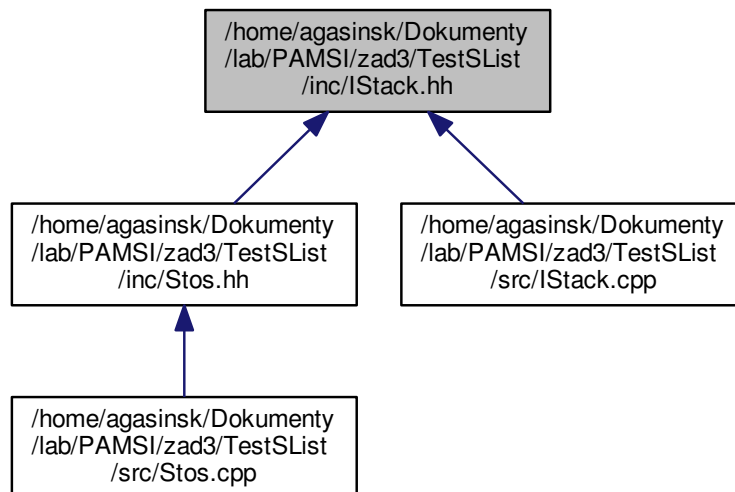 /home/agasinsk/Dokumenty
/lab/PAMSI/zad3/TestSList
/inc/IStack.hh
/home/agasinsk/Dokumenty
/lab/PAMSI/zad3/TestSList
/inc/Stos.hh
/home/agasinsk/Dokumenty
/lab/PAMSI/zad3/TestSList
/src/IStack.cpp
/home/agasinsk/Dokumenty
/lab/PAMSI/zad3/TestSList
/src/Stos.cpp